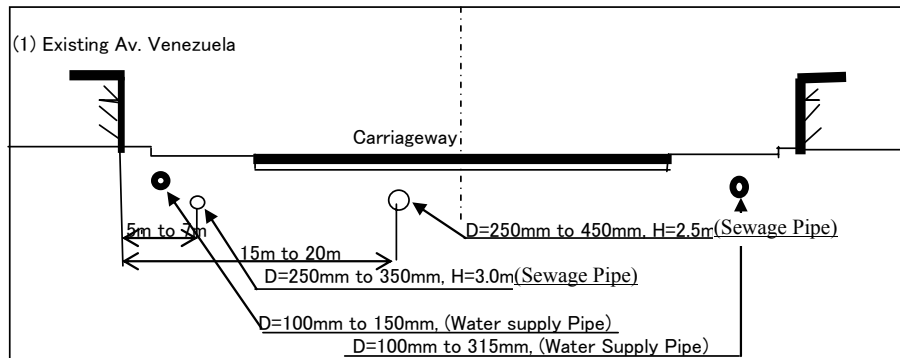 (1) Existing Av. Venezuela
Carriageway
5m to 7m
D=250mm to 450mm. H=2.5m(Sewage Pipe)
15m to 20m
D=250mm to 350mm, H=3.0m(Sewage Pipe)
D=100mm to 150mm, (Water supply Pipe)
D=100mm to 315mm, (Water Supply Pipe)